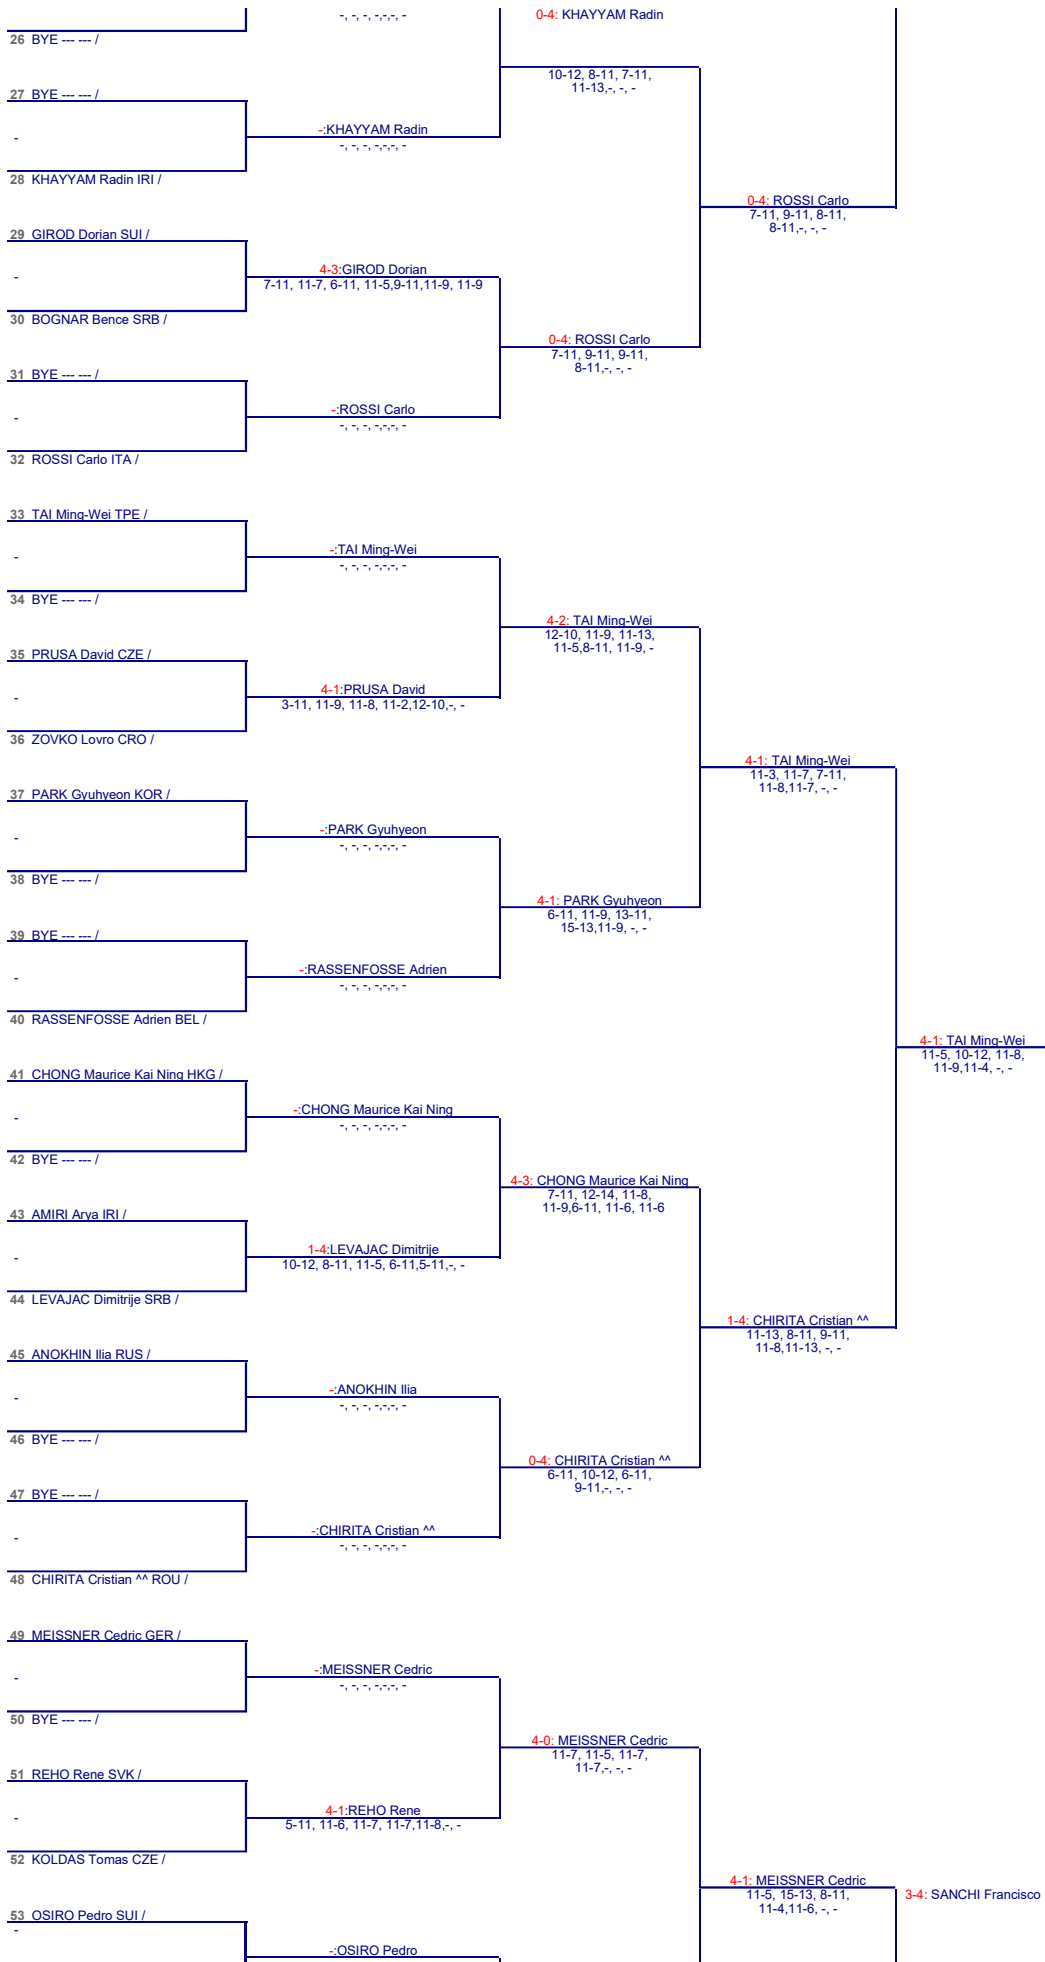 -, -, -, -,-,-, -
0-4: KHAYYAM Radin
26 BYE --- --- /
10-12, 8-11, 7-11,
11-13,-, -, -
27 BYE --- --- /
-
-:KHAYYAM Radin
-, -, -, -,-,-, -
28 KHAYYAM Radin IRI /
0-4: ROSSI Carlo
7-11, 9-11, 8-11,
8-11,-, -, -
29 GIROD Dorian SUI /
-
4-3:GIROD Dorian
7-11, 11-7, 6-11, 11-5,9-11,11-9, 11-9
30 BOGNAR Bence SRB /
0-4: ROSSI Carlo
7-11, 9-11, 9-11,
8-11,-, -, -
31 BYE --- --- /
-
-:ROSSI Carlo
-, -, -, -,-,-, -
32 ROSSI Carlo ITA /
33 TAI Ming-Wei TPE /
-
-:TAI Ming-Wei
-, -, -, -,-,-, -
34 BYE --- --- /
4-2: TAI Ming-Wei
12-10, 11-9, 11-13,
11-5,8-11, 11-9, -
35 PRUSA David CZE /
-
4-1:PRUSA David
3-11, 11-9, 11-8, 11-2,12-10,-, -
36 ZOVKO Lovro CRO /
4-1: TAI Ming-Wei
11-3, 11-7, 7-11,
11-8,11-7, -, -
37 PARK Gyuhyeon KOR /
-
-:PARK Gyuhyeon
-, -, -, -,-,-, -
38 BYE --- --- /
4-1: PARK Gyuhyeon
6-11, 11-9, 13-11,
15-13,11-9, -, -
39 BYE --- --- /
-
-:RASSENFOSSE Adrien
-, -, -, -,-,-, -
40 RASSENFOSSE Adrien BEL /
4-1: TAI Ming-Wei
11-5, 10-12, 11-8,
11-9,11-4, -, -
41 CHONG Maurice Kai Ning HKG /
-
-:CHONG Maurice Kai Ning
-, -, -, -,-,-, -
42 BYE --- --- /
4-3: CHONG Maurice Kai Ning
7-11, 12-14, 11-8,
11-9,6-11, 11-6, 11-6
43 AMIRI Arya IRI /
-
1-4:LEVAJAC Dimitrije
10-12, 8-11, 11-5, 6-11,5-11,-, -
44 LEVAJAC Dimitrije SRB /
1-4: CHIRITA Cristian ^^
11-13, 8-11, 9-11,
11-8,11-13, -, -
45 ANOKHIN Ilia RUS /
-
-:ANOKHIN Ilia
-, -, -, -,-,-, -
46 BYE --- --- /
0-4: CHIRITA Cristian ^^
6-11, 10-12, 6-11,
9-11,-, -, -
47 BYE --- --- /
-
-:CHIRITA Cristian ^^
-, -, -, -,-,-, -
48 CHIRITA Cristian ^^ ROU /
49 MEISSNER Cedric GER /
-
-:MEISSNER Cedric
-, -, -, -,-,-, -
50 BYE --- --- /
4-0: MEISSNER Cedric
11-7, 11-5, 11-7,
11-7,-, -, -
51 REHO Rene SVK /
-
4-1:REHO Rene
5-11, 11-6, 11-7, 11-7,11-8,-, -
52 KOLDAS Tomas CZE /
4-1: MEISSNER Cedric
11-5, 15-13, 8-11,
11-4,11-6, -, -
3-4: SANCHI Francisco
53 OSIRO Pedro SUI /
-
-:OSIRO Pedro